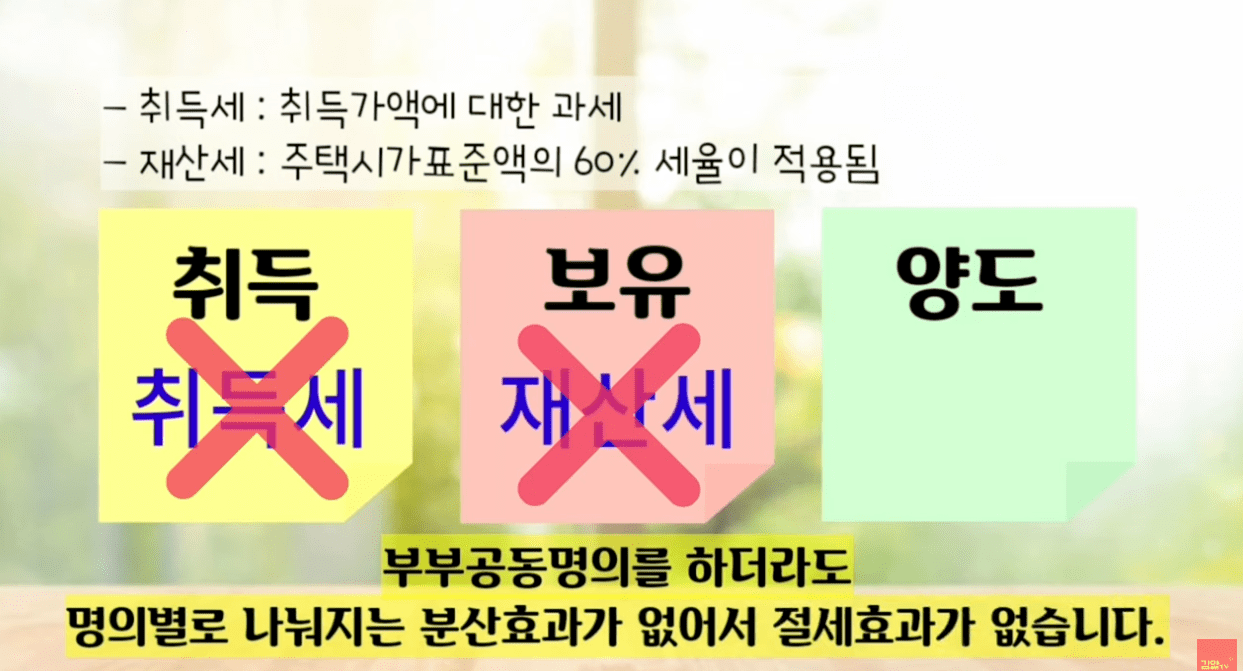 – 취득세 : 취득가액에 대한 과세
– 재산세 : 주택시가표준액의 60% 세율이 적용됨
취득
취득세
보유
재산세
양도
부부공동명의를 하더라도
명의별로 나눠지는 분산효과가 없어서 절세효과가 없습니다.